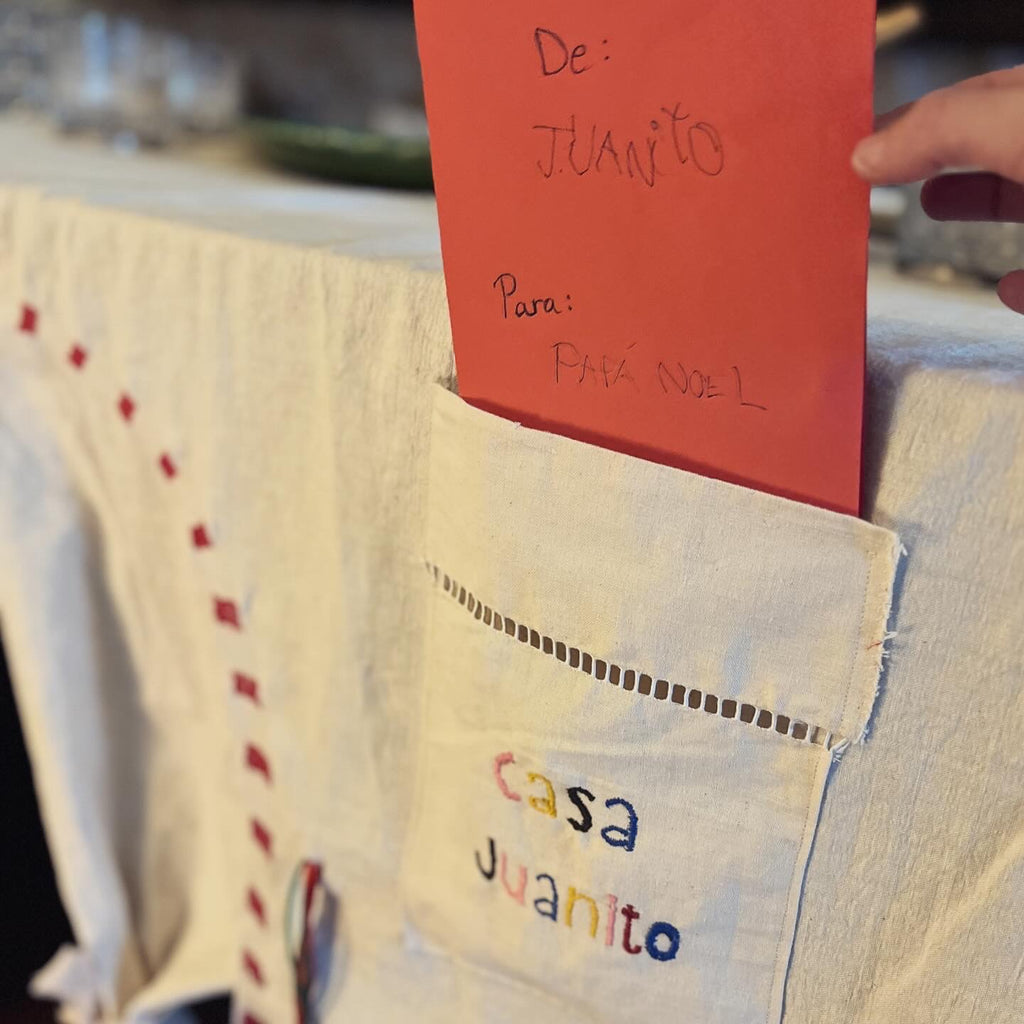 De:
JUANiTO
Para:
PAPÁ NOEL
casa
Juanito